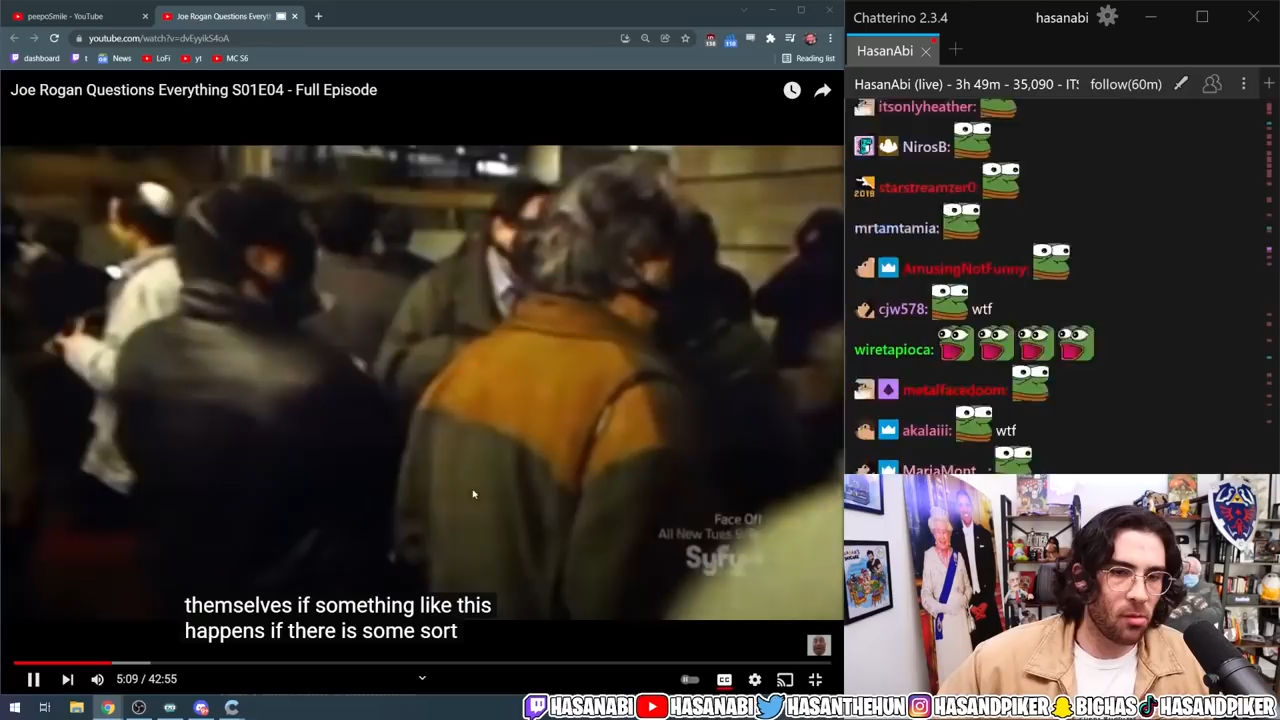 peepoSmile - YouTube
Joe Rogan Questions Everyt
youtube.com/watch?v=dvEyyikS4oA
dashboard
t
News
LoFi
yt
MC S6
Reading list
Joe Rogan Questions Everything S01E04 - Full Episode
Face Off
All New Tues
Syfy
themselves if something like this
happens if there is some sort
5:09 / 42:55
Chatterino 2.3.4
hasanabi
HasanAbi
HasanAbi (live) - 3h 49m - 35,090 - IT'
follow(60m)
itsonlyheather:
NirosB:
2019
starstreamzer0
mrtamtamia:
AmusingNotFunny:
cjw578: wtf
wiretapioca:
metalfacedoom:
akalaiii: wtf
MariaMont_:
HASANABI
HASANABI
HASANTHEHUN
HASANDPIKER
BIGHAS
HASANDPIKER